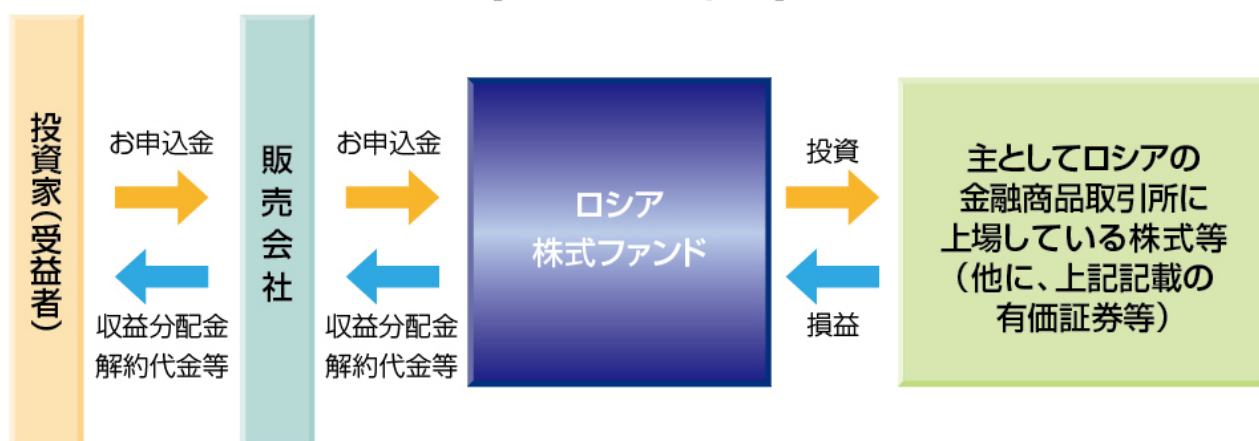 投資家(受益者)
お申込金
収益分配金
解約代金等
販売会社
お申込金
収益分配金
解約代金等
ロシア
株式ファンド
投資
損益
主としてロシアの
金融商品取引所に
上場している株式等
(他に、上記記載の
有価証券等)